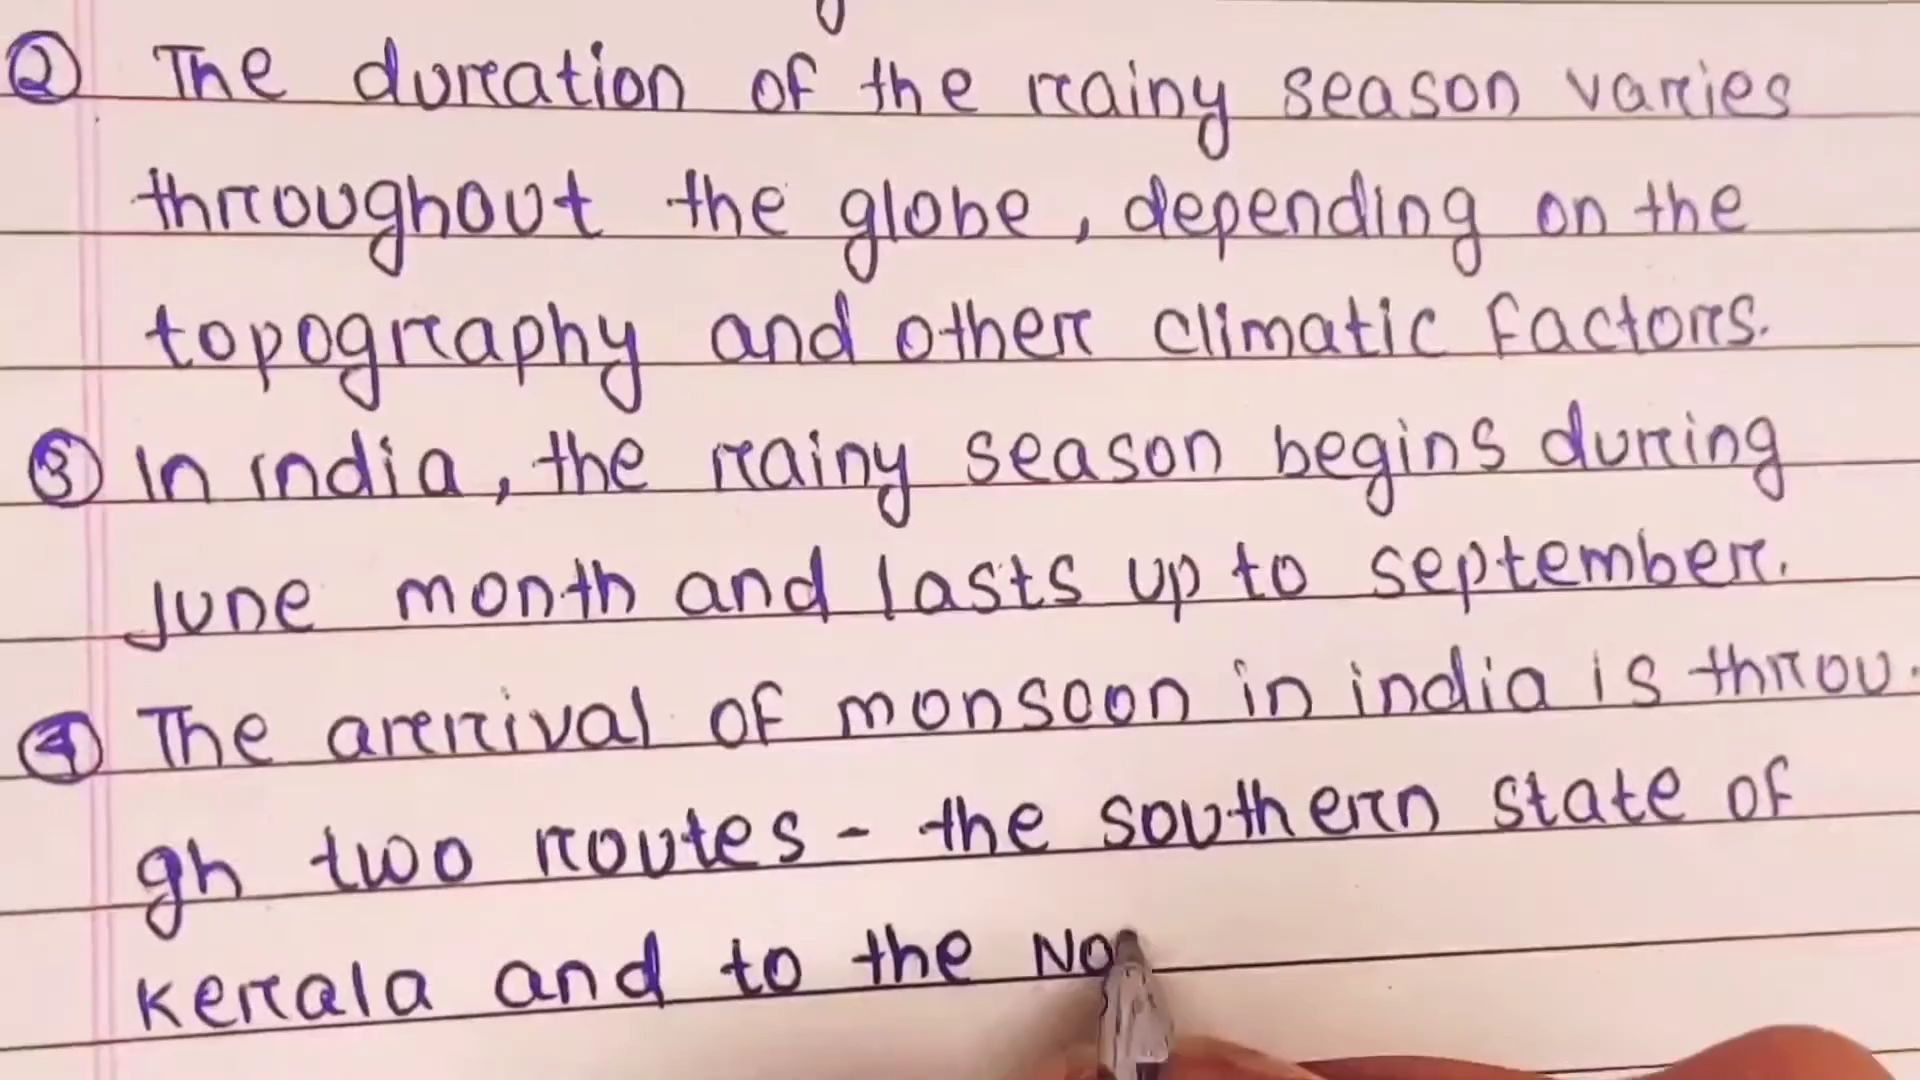 ② The duration of the rainy season varies
throughout the globe, depending on the
topography and other climatic factors.
③ In india, the rainy season begins during
June month and lasts up to september.
④ The arrival of monsoon in india is throu-
gh two routes - the southern state of
kerala and to the No